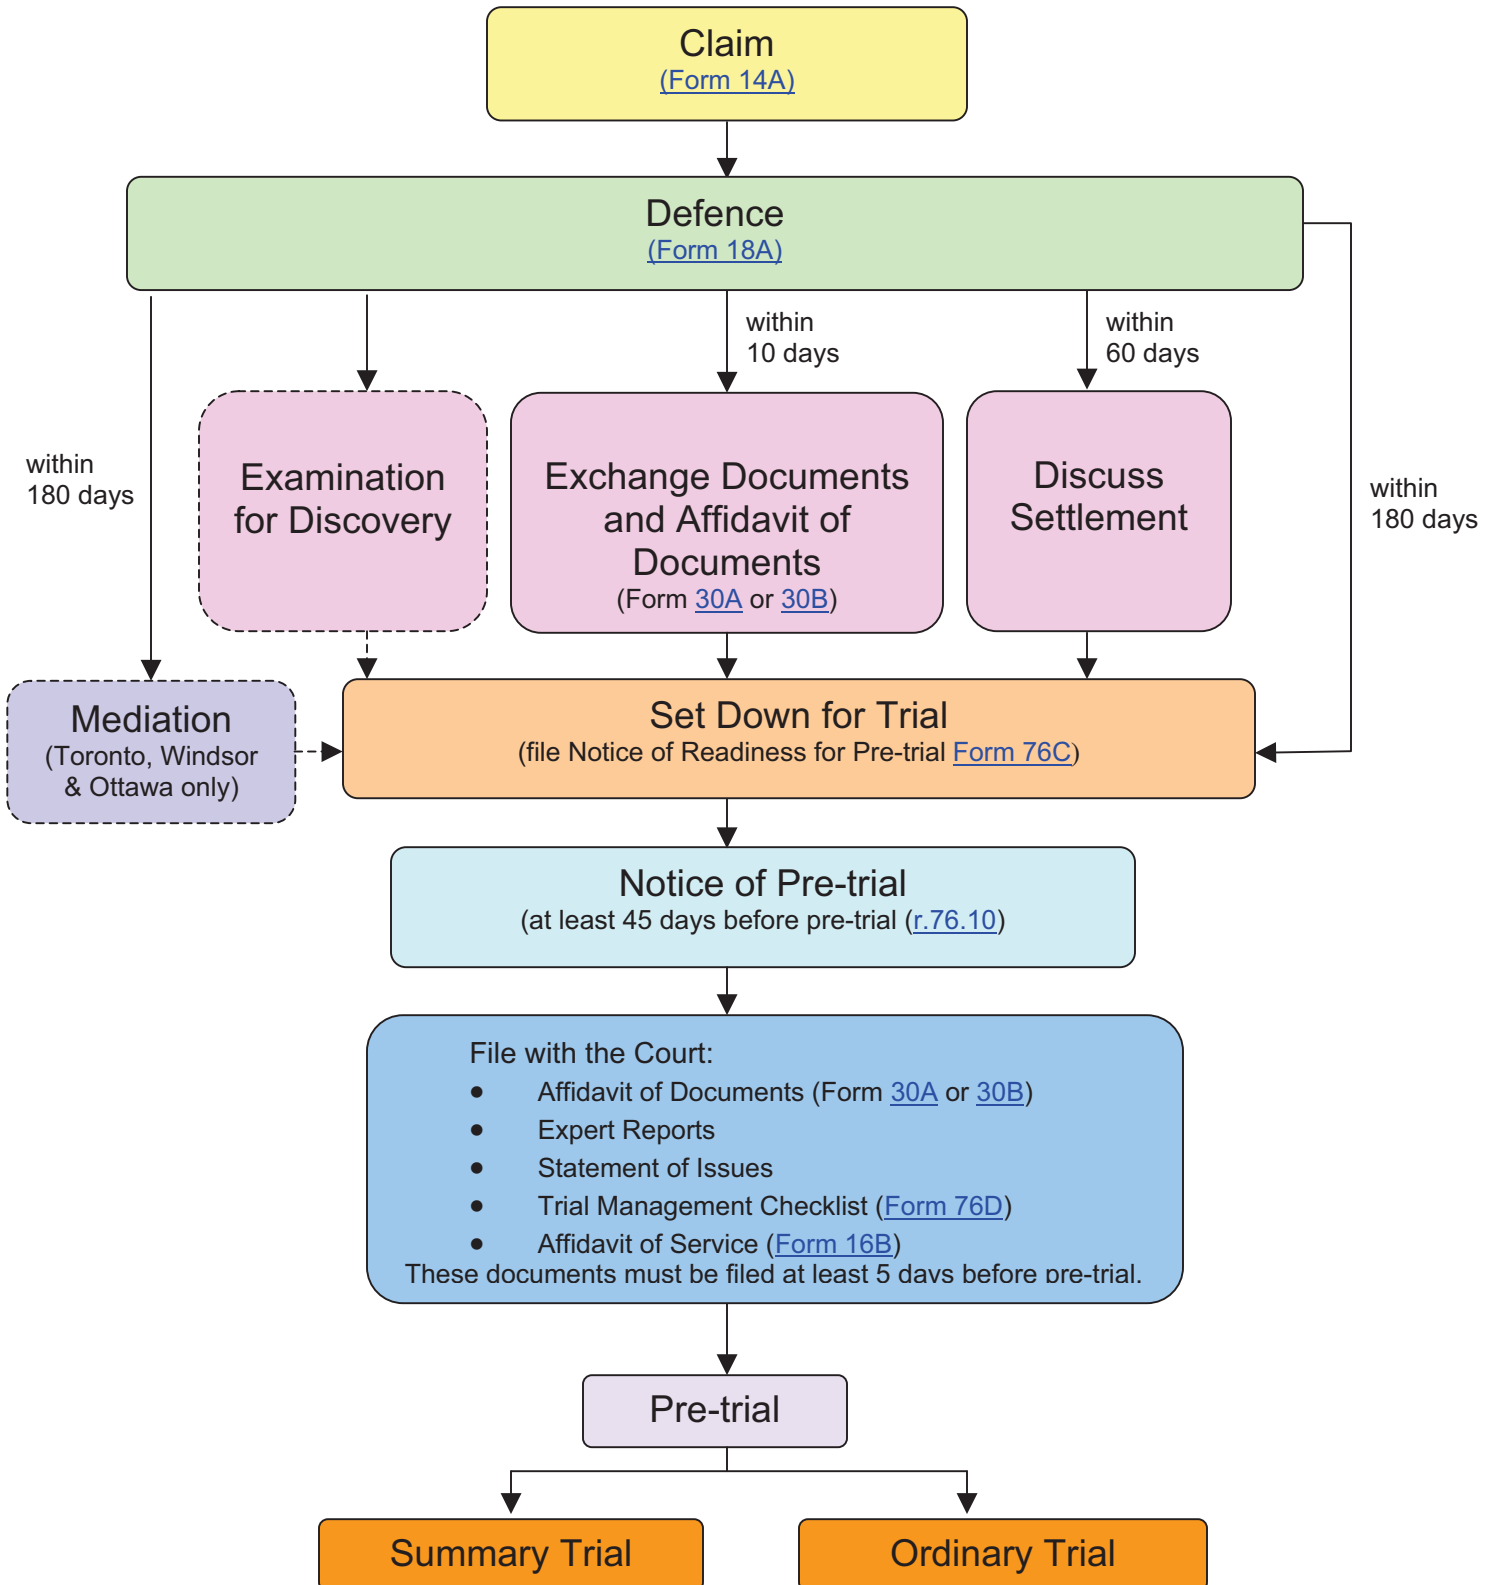 Claim
(Form 14A)
Defence
(Form 18A)
within
10 days
within
60 days
within
180 days
Examination
for Discovery
Exchange Documents
and Affidavit of
Documents
(Form 30A or 30B)
Discuss
Settlement
within
180 days
Mediation
(Toronto, Windsor
& Ottawa only)
Set Down for Trial
(file Notice of Readiness for Pre-trial Form 76C)
Notice of Pre-trial
(at least 45 days before pre-trial (r.76.10)
File with the Court:
● Affidavit of Documents (Form 30A or 30B)
● Expert Reports
● Statement of Issues
● Trial Management Checklist (Form 76D)
● Affidavit of Service (Form 16B)
These documents must be filed at least 5 days before pre-trial.
Pre-trial
Summary Trial
Ordinary Trial